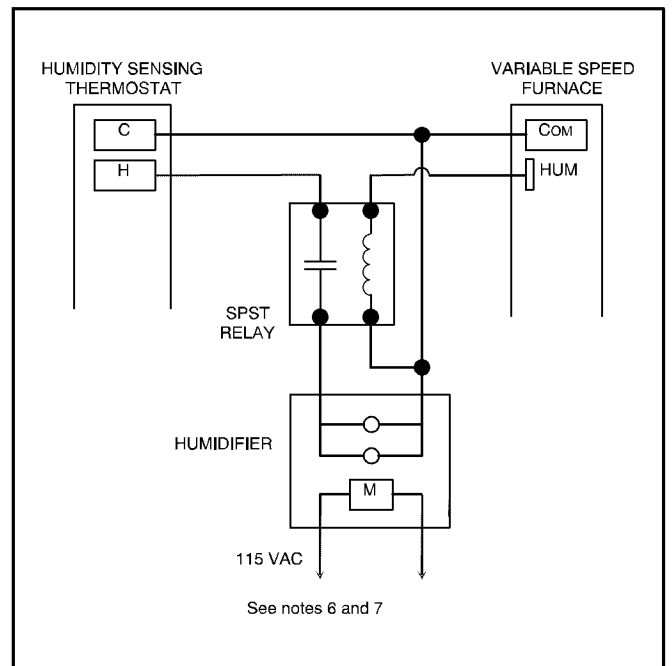 HUMIDITY SENSING
THERMOSTAT
VARIABLE SPEED
FURNACE
C
COM
H
HUM
SPST
RELAY
HUMIDIFIER
M
115 VAC
See notes 6 and 7